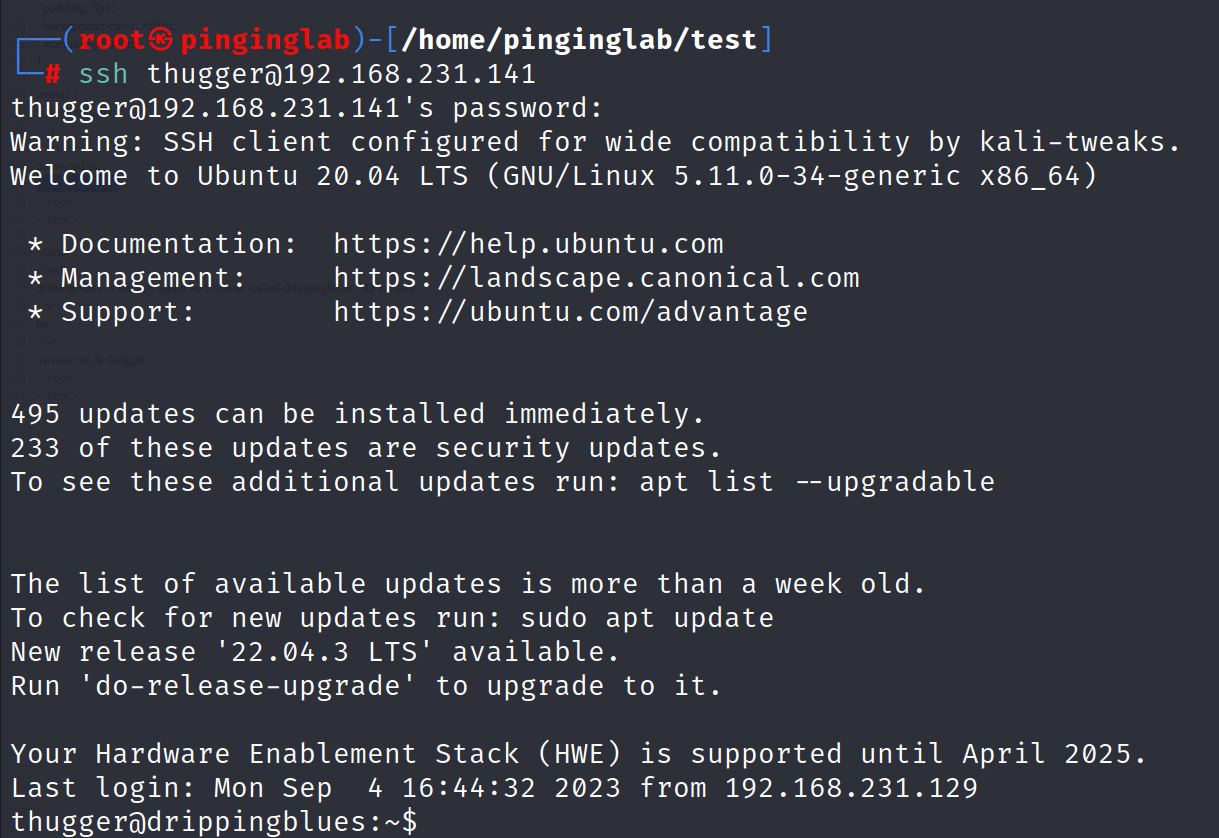 ┌──(root㉿pinginglab)-[/home/pinginglab/test]
└─# ssh thugger@192.168.231.141
thugger@192.168.231.141's password:
Warning: SSH client configured for wide compatibility by kali-tweaks.
Welcome to Ubuntu 20.04 LTS (GNU/Linux 5.11.0-34-generic x86_64)
* Documentation:  https://help.ubuntu.com
* Management:     https://landscape.canonical.com
* Support:        https://ubuntu.com/advantage
495 updates can be installed immediately.
233 of these updates are security updates.
To see these additional updates run: apt list --upgradable
The list of available updates is more than a week old.
To check for new updates run: sudo apt update
New release '22.04.3 LTS' available.
Run 'do-release-upgrade' to upgrade to it.
Your Hardware Enablement Stack (HWE) is supported until April 2025.
Last login: Mon Sep  4 16:44:32 2023 from 192.168.231.129
thugger@drippingblues:~$